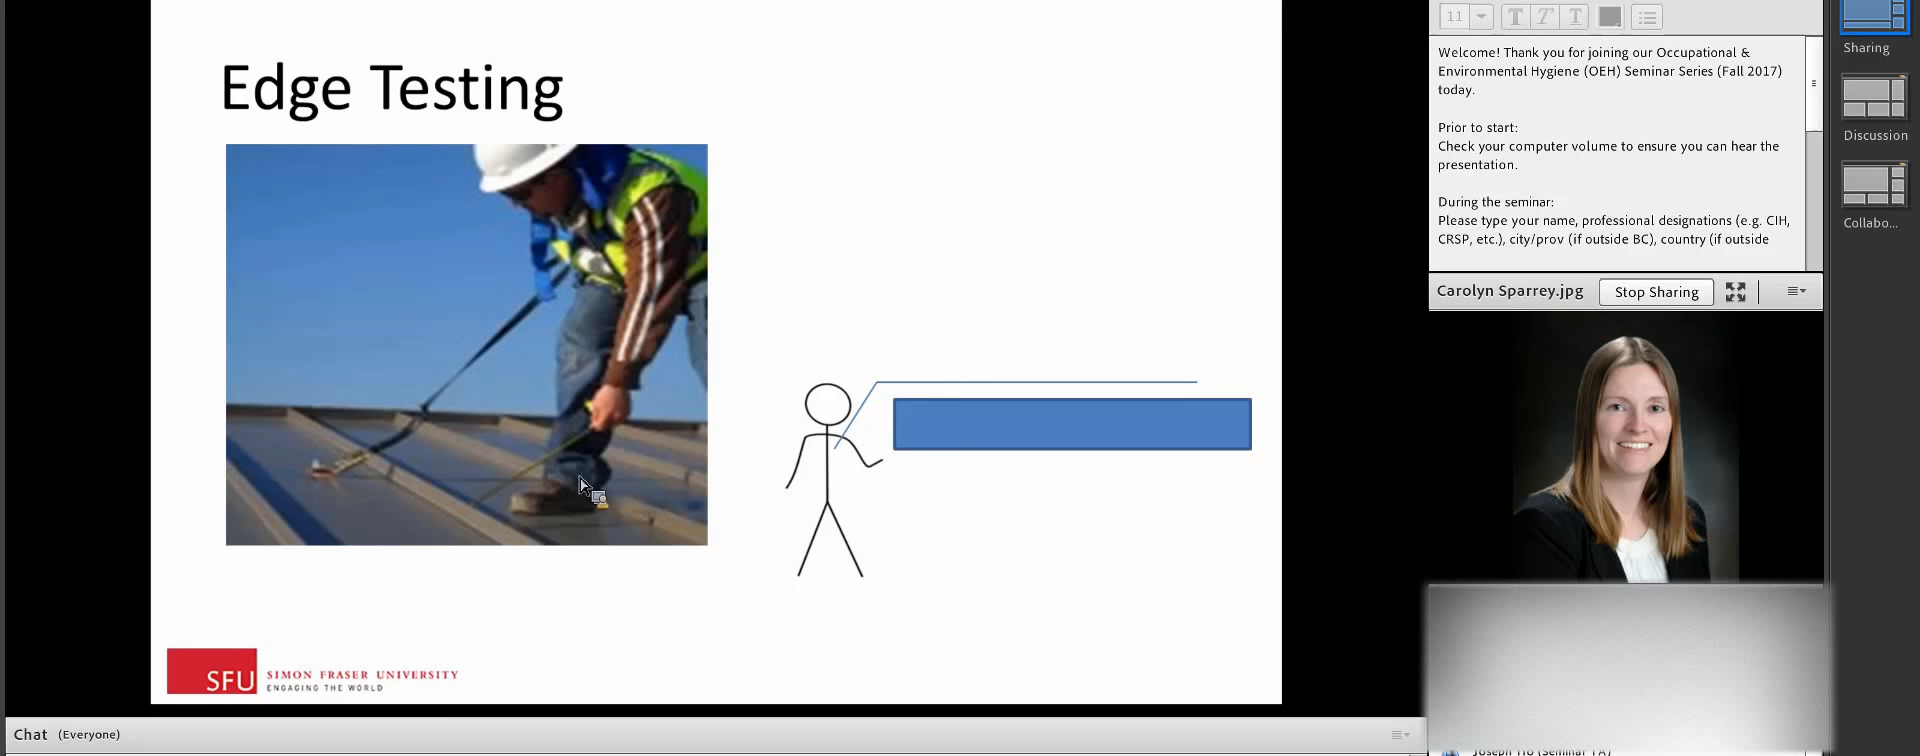 Edge Testing
SFU
SIMON FRASER UNIVERSITY
ENGAGING THE WORLD
Chat (Everyone)
11
Welcome! Thank you for joining our Occupational &
Environmental Hygiene (OEH) Seminar Series (Fall 2017)
today.
Prior to start:
Check your computer volume to ensure you can hear the
presentation.
During the seminar:
Please type your name, professional designations (e.g. CIH,
CRSP, etc.), city/prov (if outside BC), country (if outside
Carolyn Sparrey.jpg
Stop Sharing
Sharing
Discussion
Collabo...